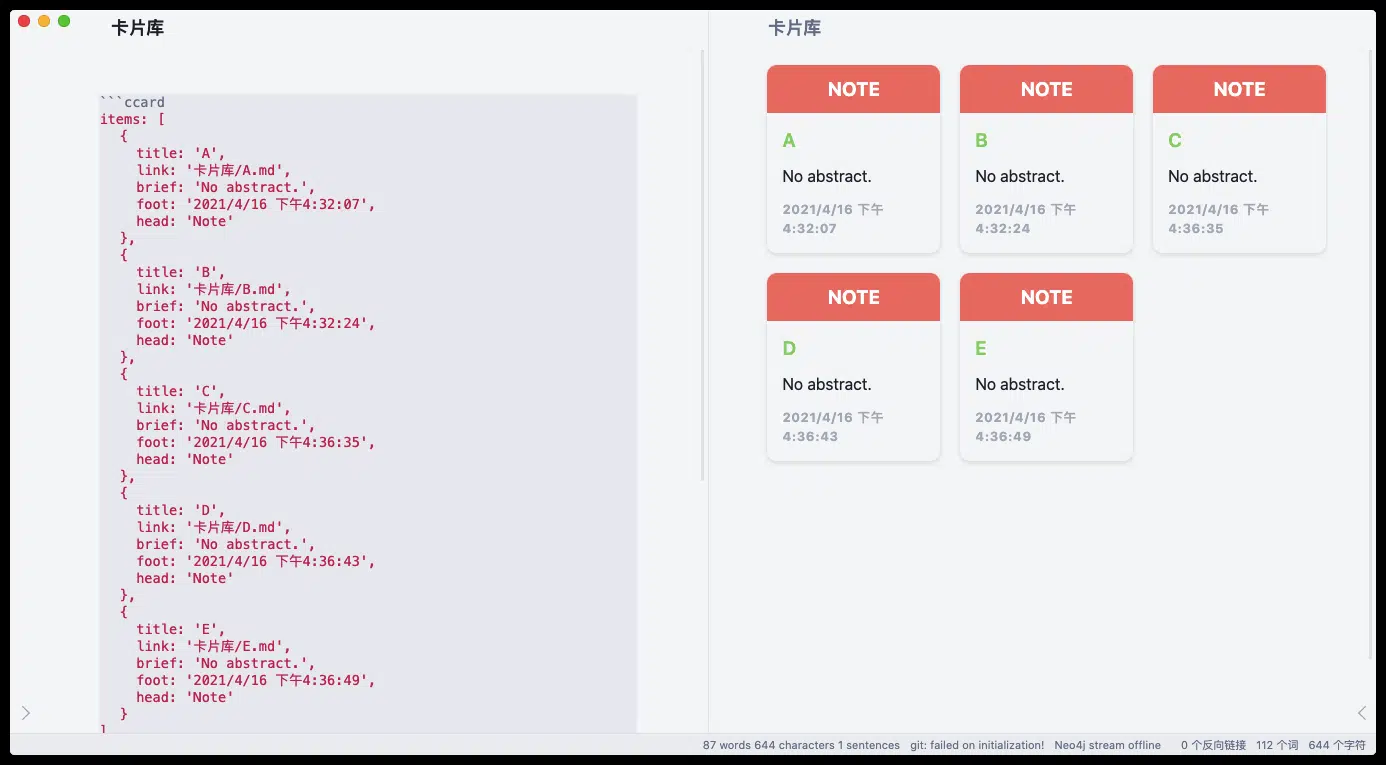 卡片库
```ccard
items: [
{
title: 'A',
link: '卡片库/A.md',
brief: 'No abstract.',
foot: '2021/4/16 下午4:32:07',
head: 'Note'
},
{
title: 'B',
link: '卡片库/B.md',
brief: 'No abstract.',
foot: '2021/4/16 下午4:32:24',
head: 'Note'
},
{
title: 'C',
link: '卡片库/C.md',
brief: 'No abstract.',
foot: '2021/4/16 下午4:36:35',
head: 'Note'
},
{
title: 'D',
link: '卡片库/D.md',
brief: 'No abstract.',
foot: '2021/4/16 下午4:36:43',
head: 'Note'
},
{
title: 'E',
link: '卡片库/E.md',
brief: 'No abstract.',
foot: '2021/4/16 下午4:36:49',
head: 'Note'
}
]
卡片库
NOTE
A
No abstract.
2021/4/16 下午
4:32:07
NOTE
B
No abstract.
2021/4/16 下午
4:32:24
NOTE
C
No abstract.
2021/4/16 下午
4:36:35
NOTE
D
No abstract.
2021/4/16 下午
4:36:43
NOTE
E
No abstract.
2021/4/16 下午
4:36:49
87 words 644 characters 1 sentences git: failed on initialization! Neo4j stream offline 0 个反向链接 112 个词 644 个字符